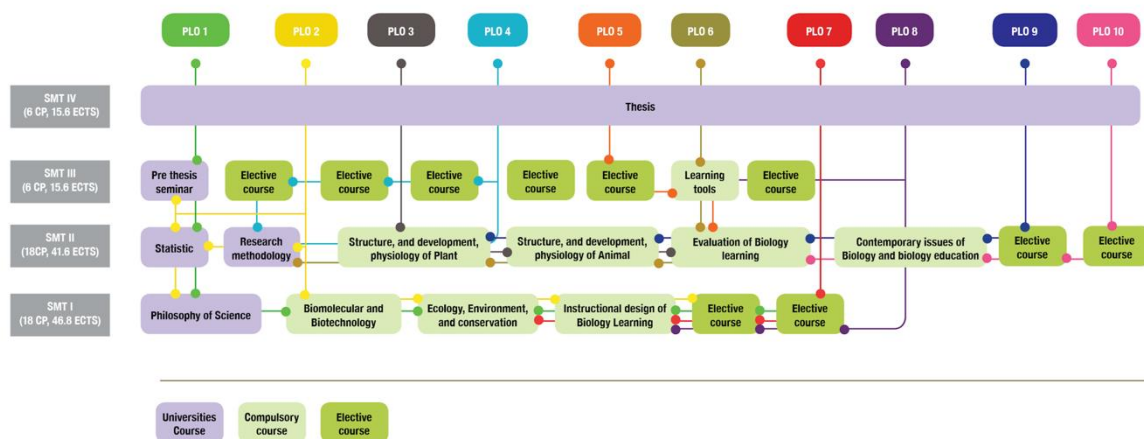 PLO 1
PLO 2
PLO 3
PLO 4
PLO 5
PLO 6
PLO 7
PLO 8
PLO 9
PLO 10
SMT IV
(6 CP, 15.6 ECTS)
Thesis
SMT III
(6 CP, 15.6 ECTS)
Pre thesis
seminar
Elective
course
Elective
course
Elective
course
Elective
course
Elective
course
Learning
tools
Elective
course
SMT II
(18CP, 41.6 ECTS)
Statistic
Research
methodology
Structure, and development,
physiology of Plant
Structure, and development,
physiology of Animal
Evaluation of Biology
learning
Contemporary issues of
Biology and biology education
Elective
course
Elective
course
SMT I
(18 CP, 46.8 ECTS)
Philosophy of Science
Biomolecular and
Biotechnology
Ecology, Environment,
and conservation
Instructional design of
Biology Learning
Elective
course
Elective
course
Universities
Course
Compulsory
course
Elective
course